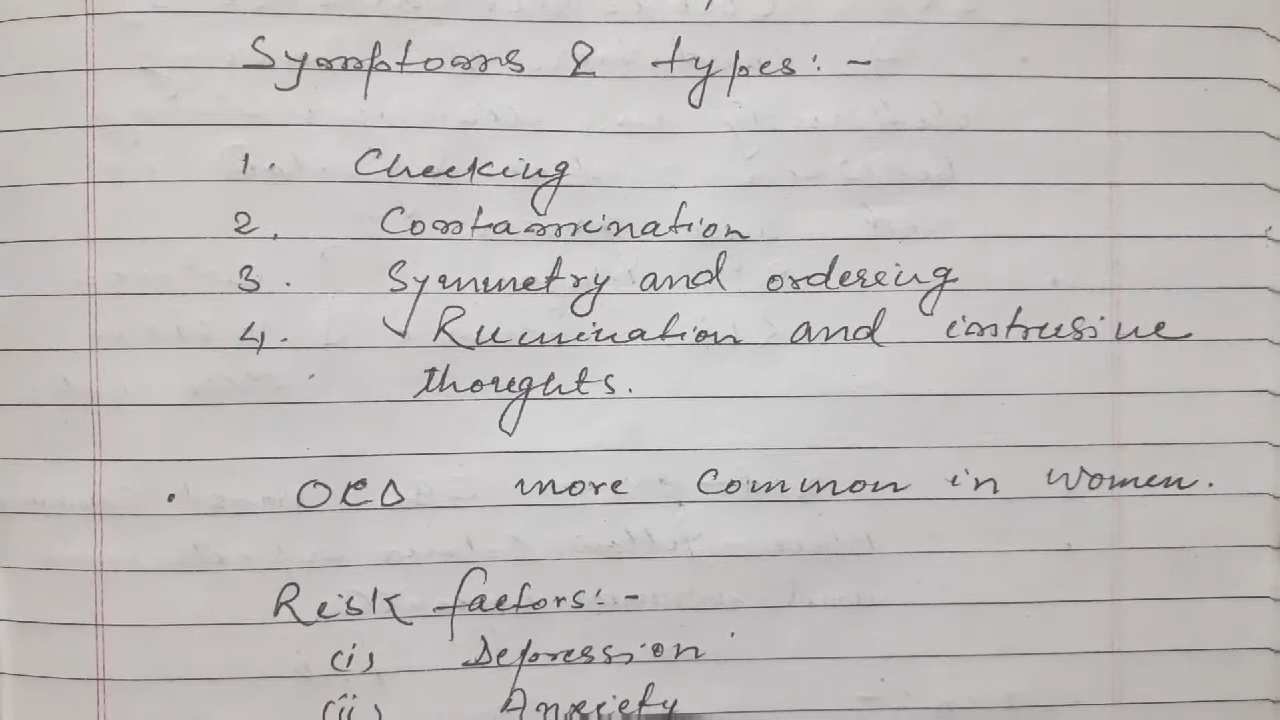 Symptoms & types:-
1. Checking
2. Contamination
3. Symmetry and ordereing
4. Rumination and intrusive
thoughts.
• OCD more common in women.
Risk factors:-
(i) Depression
(ii) Anxiety